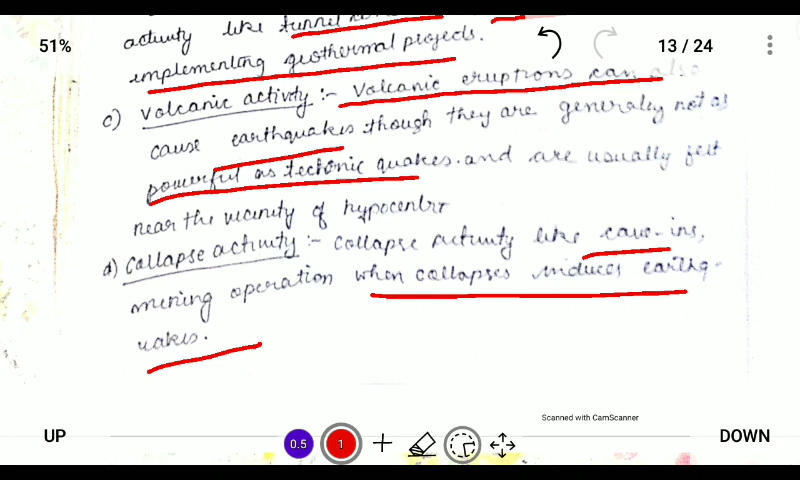 51%
13 / 24
activity like tunnel
implementing geothermal projects.
c) volcanic activity :- Volcanic eruptions can also
cause earthquakes though they are generally not as
powerful as tectonic quakes. and are usually felt
near the vicinity of hypocentre
d) Collapse activity :- Collapse activity like cave-ins,
mining operation when collapses induces earthq-
uakes.
Scanned with CamScanner
UP
0.5
1
DOWN